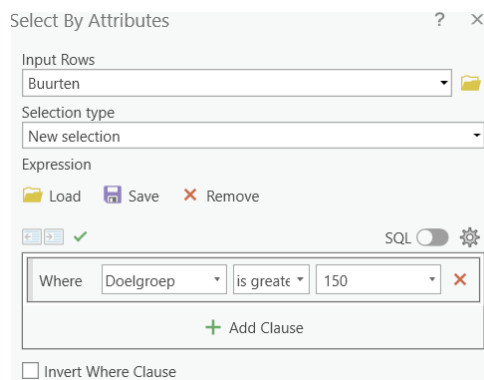 Select By Attributes ? ×
Input Rows
Buurten
Selection type
New selection
Expression
Load Save Remove
SQL
Where Doelgroep is greate 150
Add Clause
Invert Where Clause